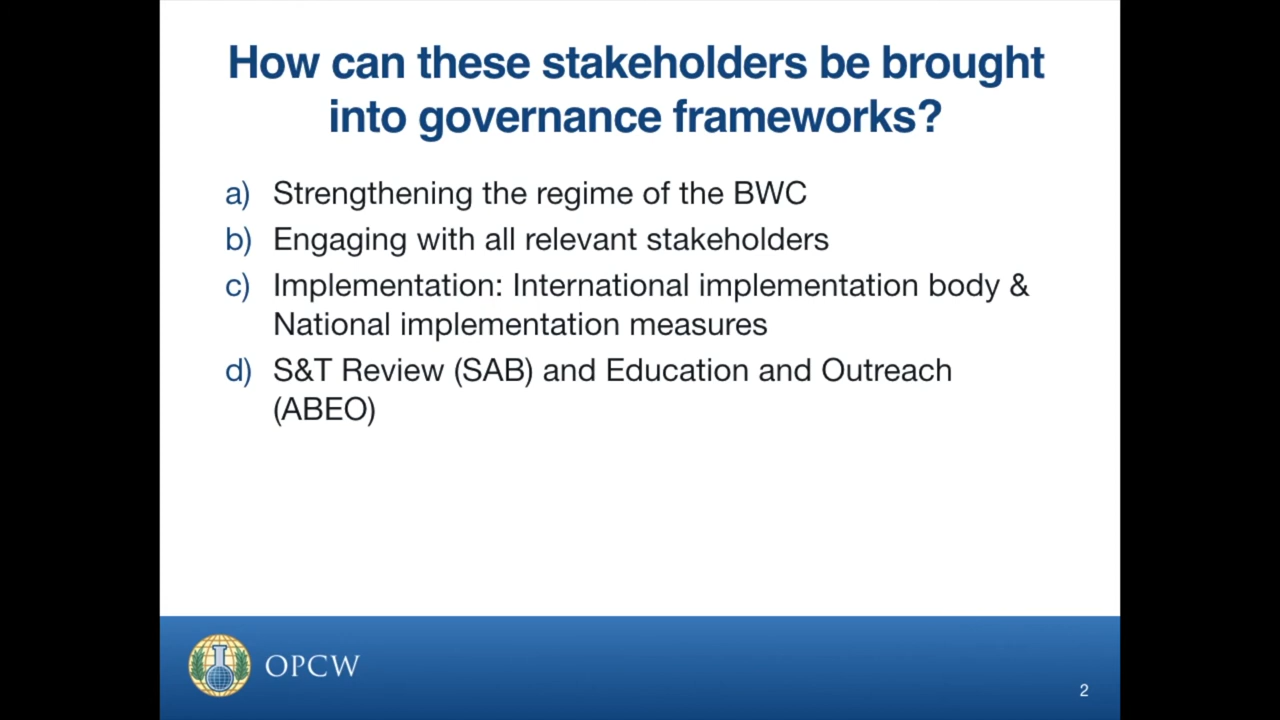 How can these stakeholders be brought
into governance frameworks?
a) Strengthening the regime of the BWC
b) Engaging with all relevant stakeholders
c) Implementation: International implementation body &
National implementation measures
d) S&T Review (SAB) and Education and Outreach
(ABEO)
OPCW
2